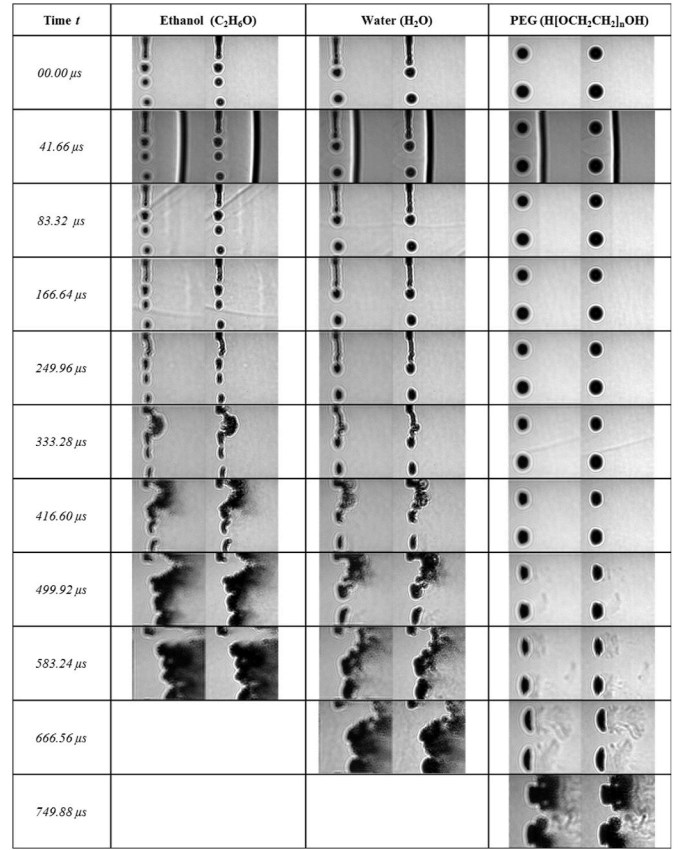 Time t Ethanol (C₂H₆O) Water (H₂O) PEG (H[OCH₂CH₂]ₙOH)
00.00 μs
41.66 μs
83.32 μs
166.64 μs
249.96 μs
333.28 μs
416.60 μs
499.92 μs
583.24 μs
666.56 μs
749.88 μs